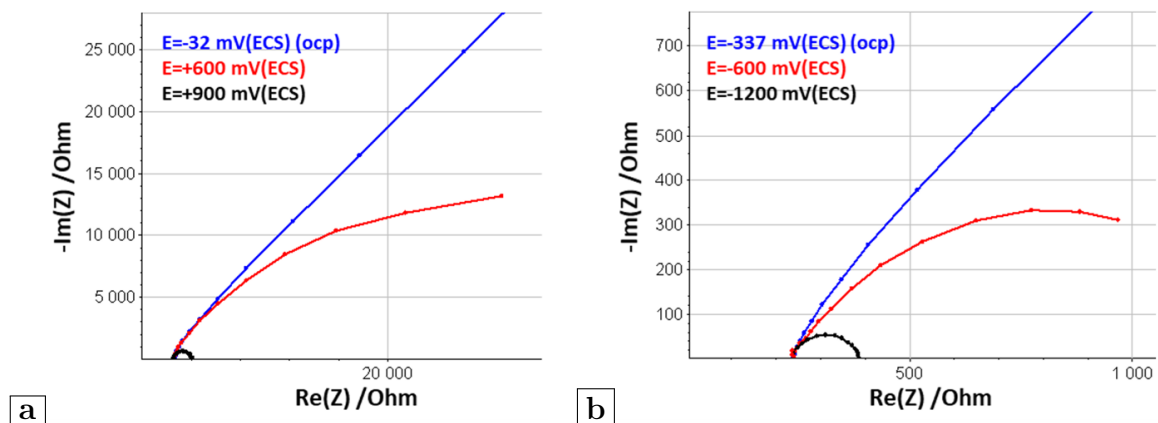 E=-32 mV(ECS) (ocp)
E=+600 mV(ECS)
E=+900 mV(ECS)
25 000
20 000
15 000
10 000
5 000
-Im(Z) /Ohm
20 000
Re(Z) /Ohm
a
E=-337 mV(ECS) (ocp)
E=-600 mV(ECS)
E=-1200 mV(ECS)
700
600
500
400
300
200
100
-Im(Z) /Ohm
500
1 000
Re(Z) /Ohm
b